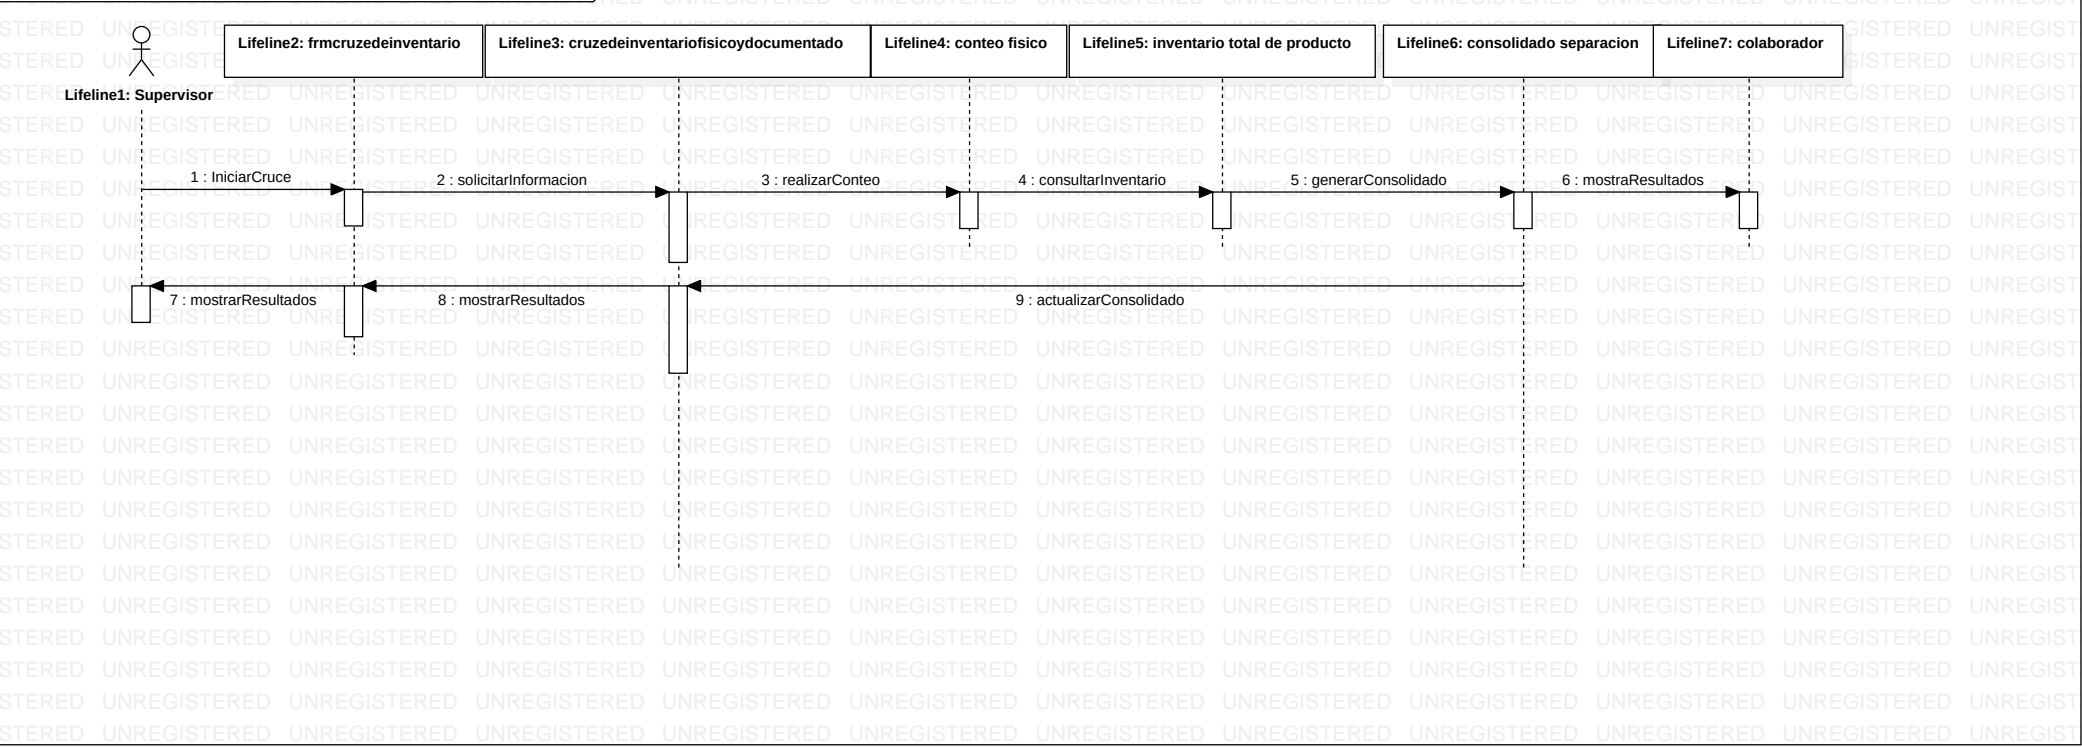 Lifeline2: frmcruzedeinventario
Lifeline3: cruzedeinventariofisicoydocumentado
Lifeline4: conteo fisico
Lifeline5: inventario total de producto
Lifeline6: consolidado separacion
Lifeline7: colaborador
Lifeline1: Supervisor
1 : IniciarCruce
2 : solicitarInformacion
3 : realizarConteo
4 : consultarInventario
5 : generarConsolidado
6 : mostraResultados
7 : mostrarResultados
8 : mostrarResultados
9 : actualizarConsolidado
UNREGISTERED